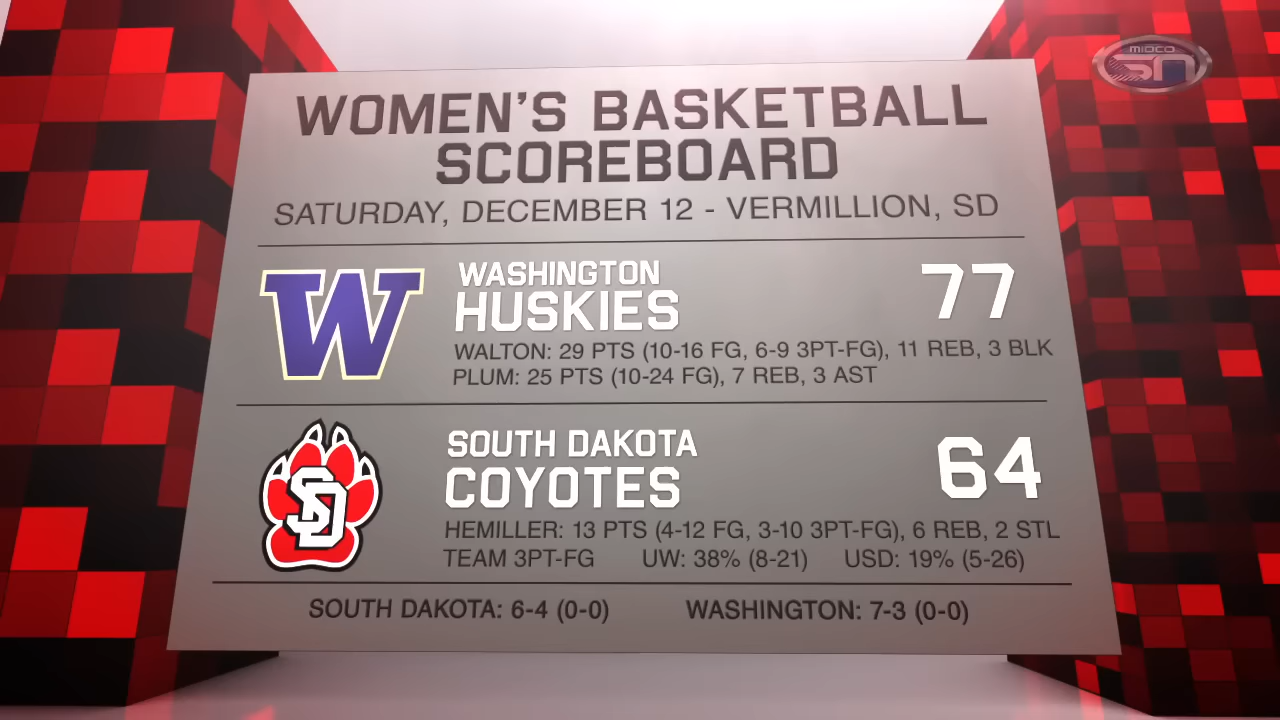 MIDCO
SN
WOMEN'S BASKETBALL
SCOREBOARD
SATURDAY, DECEMBER 12 - VERMILLION, SD
W
WASHINGTON
HUSKIES
77
WALTON: 29 PTS (10-16 FG, 6-9 3PT-FG), 11 REB, 3 BLK
PLUM: 25 PTS (10-24 FG), 7 REB, 3 AST
SD
SOUTH DAKOTA
COYOTES
64
HEMILLER: 13 PTS (4-12 FG, 3-10 3PT-FG), 6 REB, 2 STL
TEAM 3PT-FG UW: 38% (8-21) USD: 19% (5-26)
SOUTH DAKOTA: 6-4 (0-0) WASHINGTON: 7-3 (0-0)